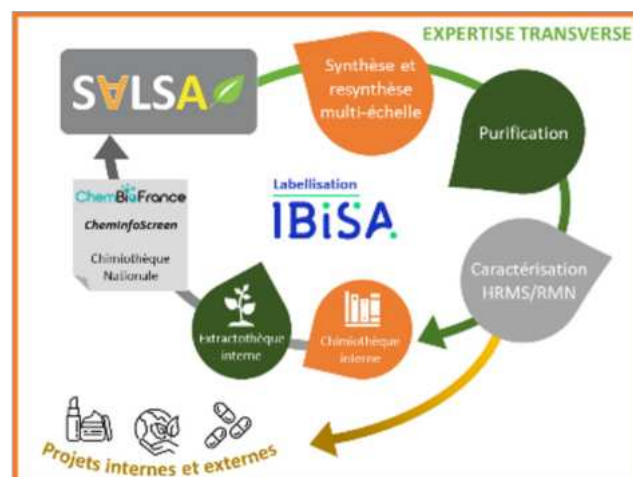 EXPERTISE TRANSVERSE
SALSA
Synthèse et
resynthèse
multi-échelle
Purification
Caractérisation
HRMS/RMN
Labellisation
IBiSA
ChemBioFrance
ChemInfoScreen
Chimiothèque
Nationale
Extractothèque
interne
Chimiothèque
interne
Projets internes et externes